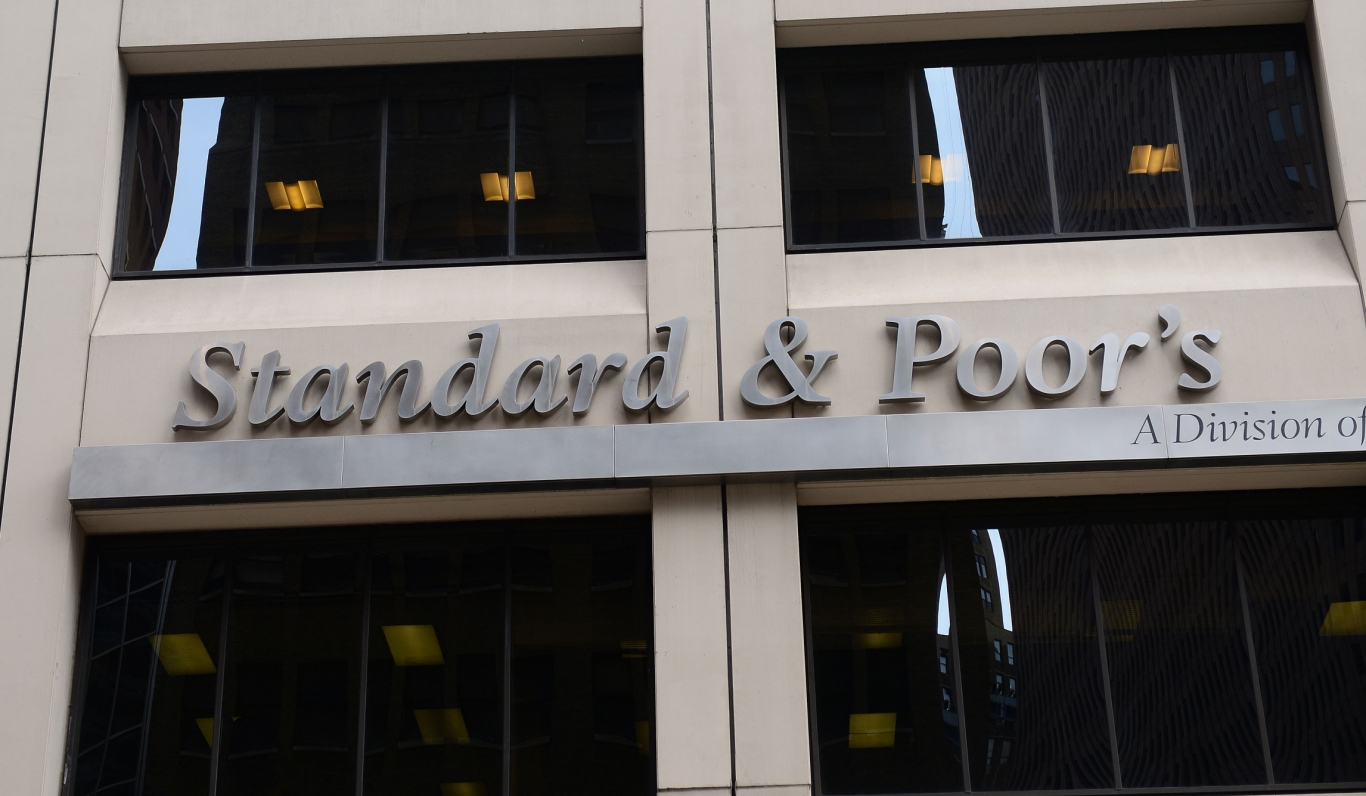 Standard & Poor's
A Division of